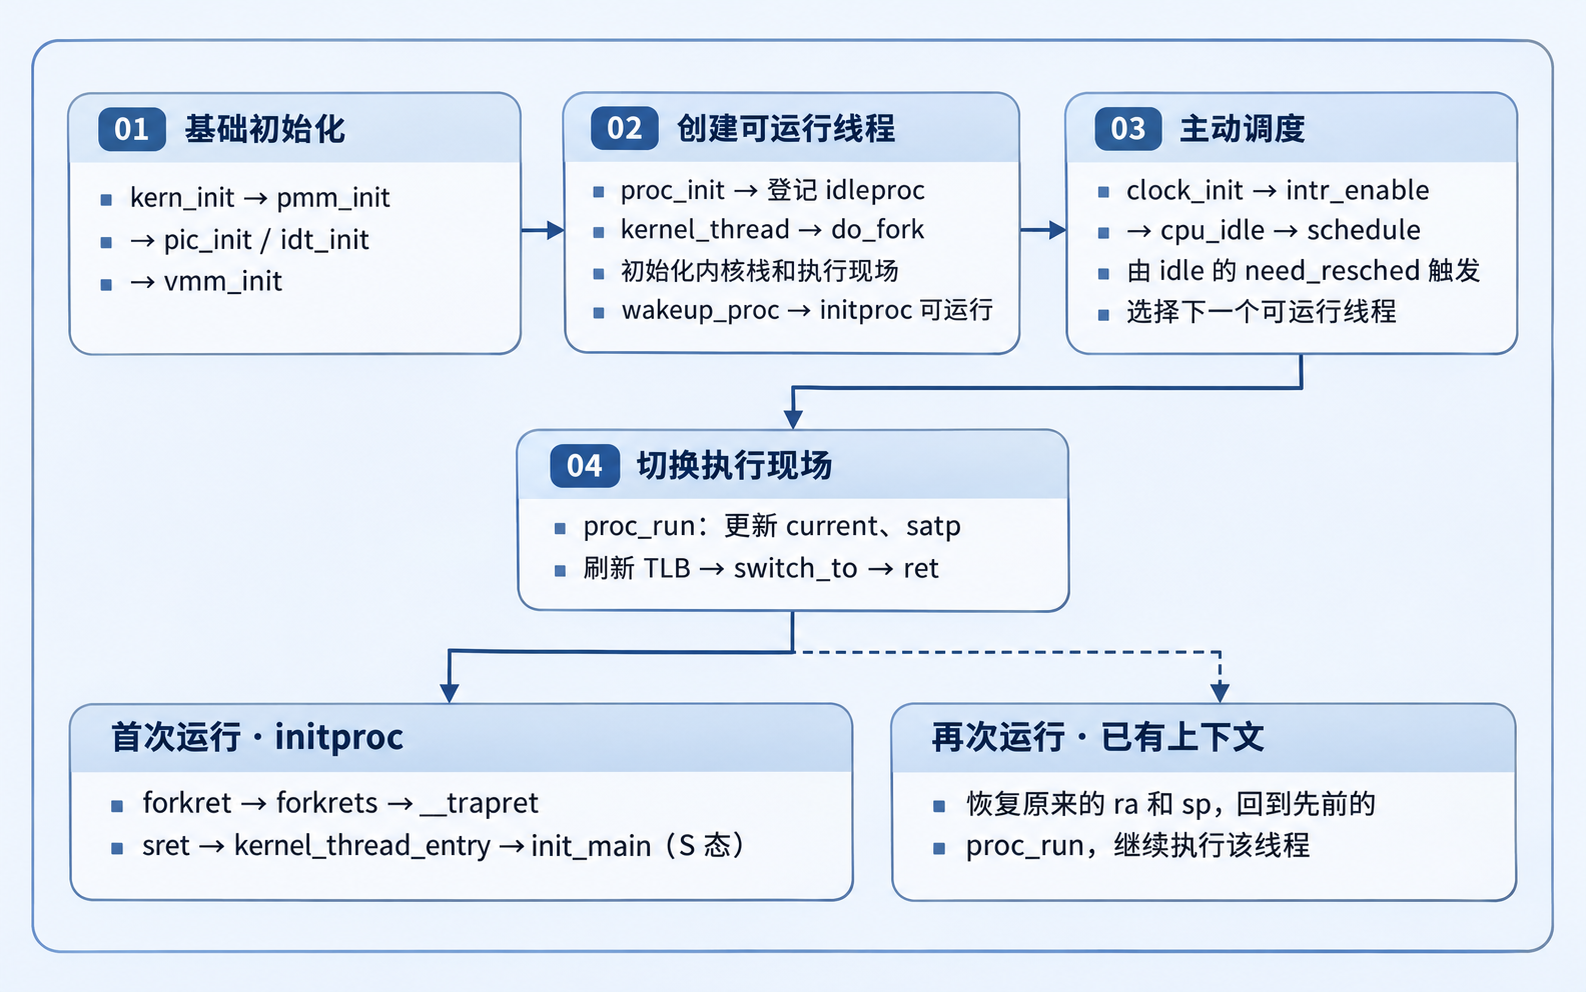 01 基础初始化
kern_init → pmm_init
→ pic_init / idt_init
→ vmm_init
02 创建可运行线程
proc_init → 登记 idleproc
kernel_thread → do_fork
初始化内核栈和执行现场
wakeup_proc → initproc 可运行
03 主动调度
clock_init → intr_enable
→ cpu_idle → schedule
由 idle 的 need_resched 触发
选择下一个可运行线程
04 切换执行现场
proc_run：更新 current、satp
刷新 TLB → switch_to → ret
首次运行 · initproc
forkret → forkrets → __trapret
sret → kernel_thread_entry → init_main（S 态）
再次运行 · 已有上下文
恢复原来的 ra 和 sp，回到先前的
proc_run，继续执行该线程